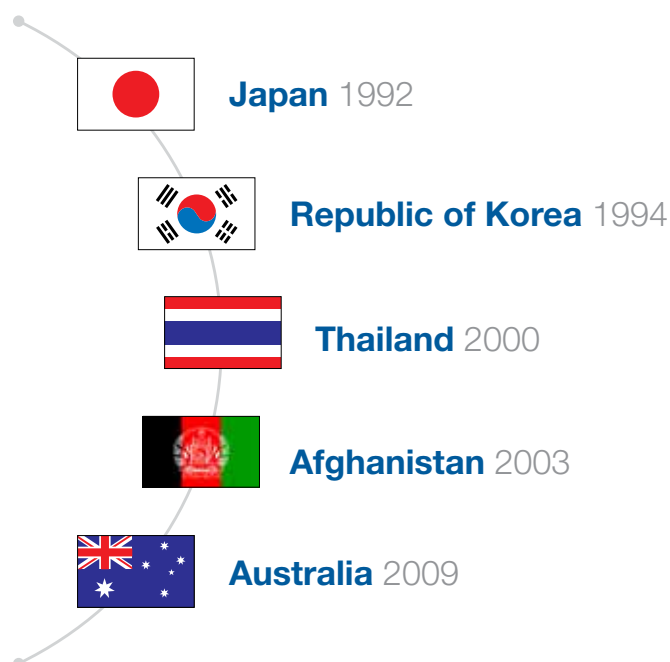 Japan 1992
Republic of Korea 1994
Thailand 2000
Afghanistan 2003
Australia 2009